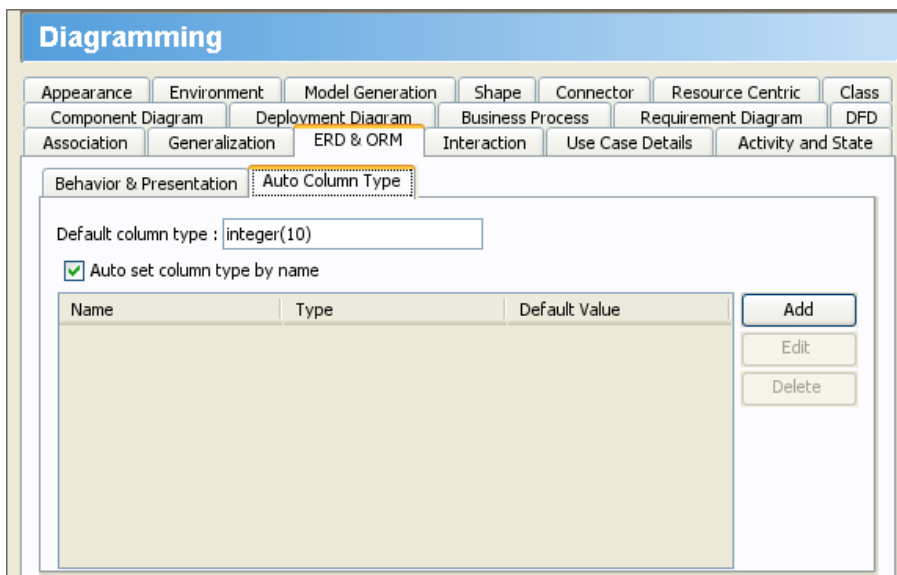 Diagramming
Appearance Environment Model Generation Shape Connector Resource Centric Class
Component Diagram Deployment Diagram Business Process Requirement Diagram DFD
Association Generalization ERD & ORM Interaction Use Case Details Activity and State
Behavior & Presentation Auto Column Type
Default column type : integer(10)
Auto set column type by name
Name Type Default Value Add
Edit
Delete